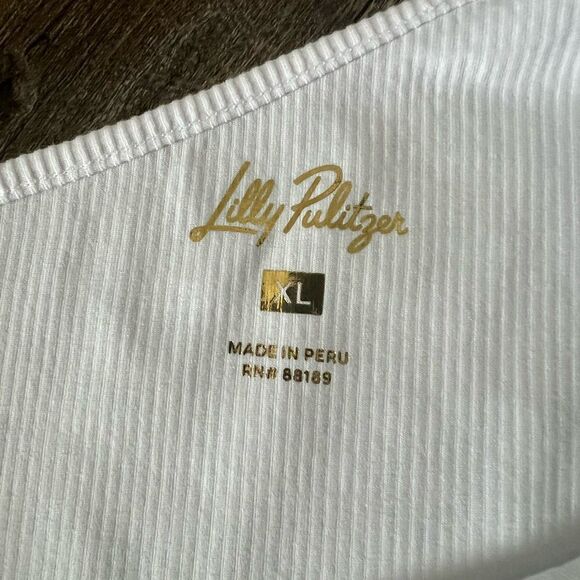 Lilly Pulitzer
XL
MADE IN PERU
RN# 88189